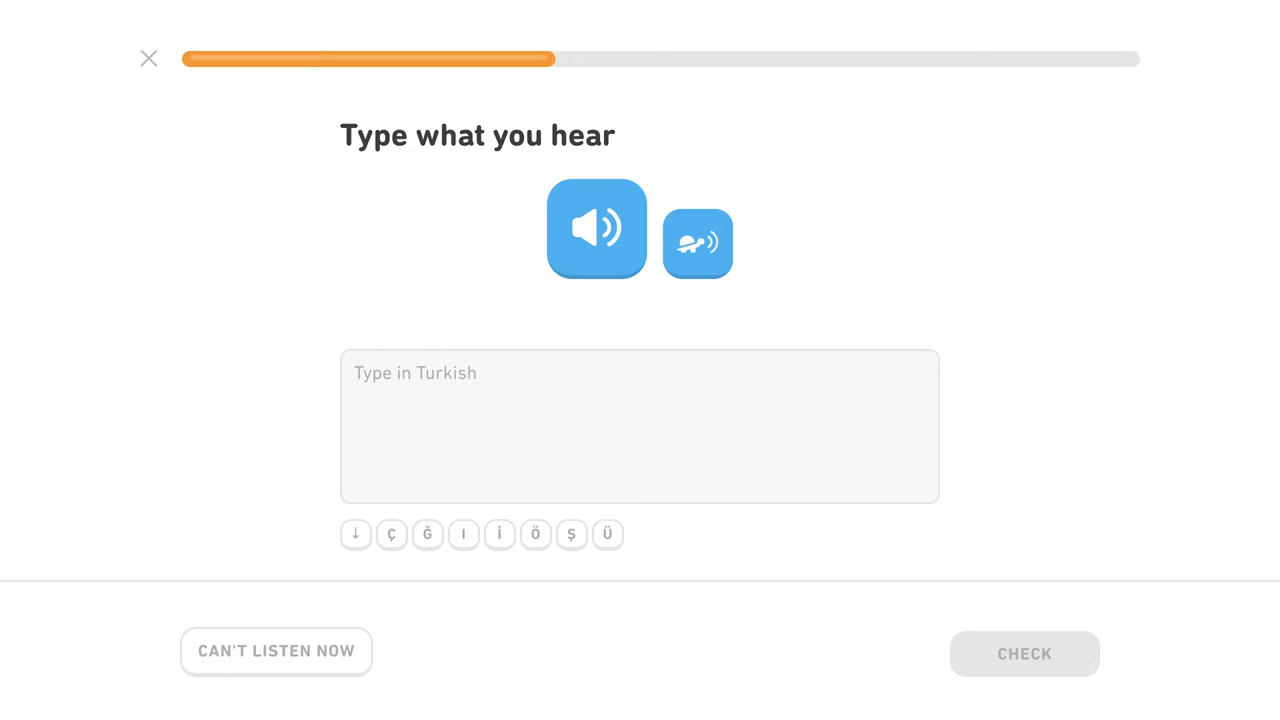 Type what you hear
Type in Turkish
↓ Ç Ğ I İ Ö Ş Ü
CAN'T LISTEN NOW
CHECK